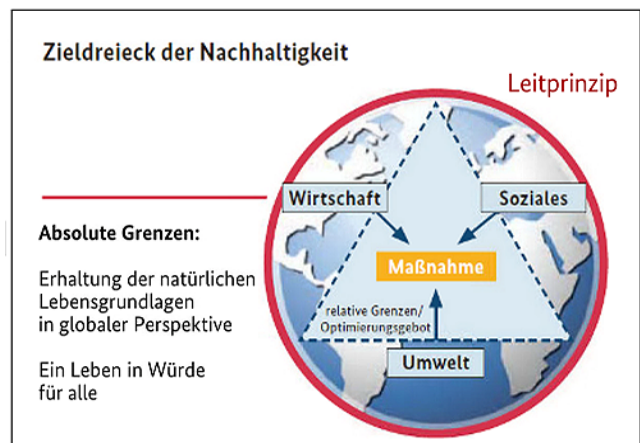 Zieldreieck der Nachhaltigkeit
Leitprinzip
Wirtschaft
Soziales
Absolute Grenzen:
Maßnahme
Erhaltung der natürlichen
Lebensgrundlagen
in globaler Perspektive
relative Grenzen/
Optimierungsgebot
Umwelt
Ein Leben in Würde
für alle